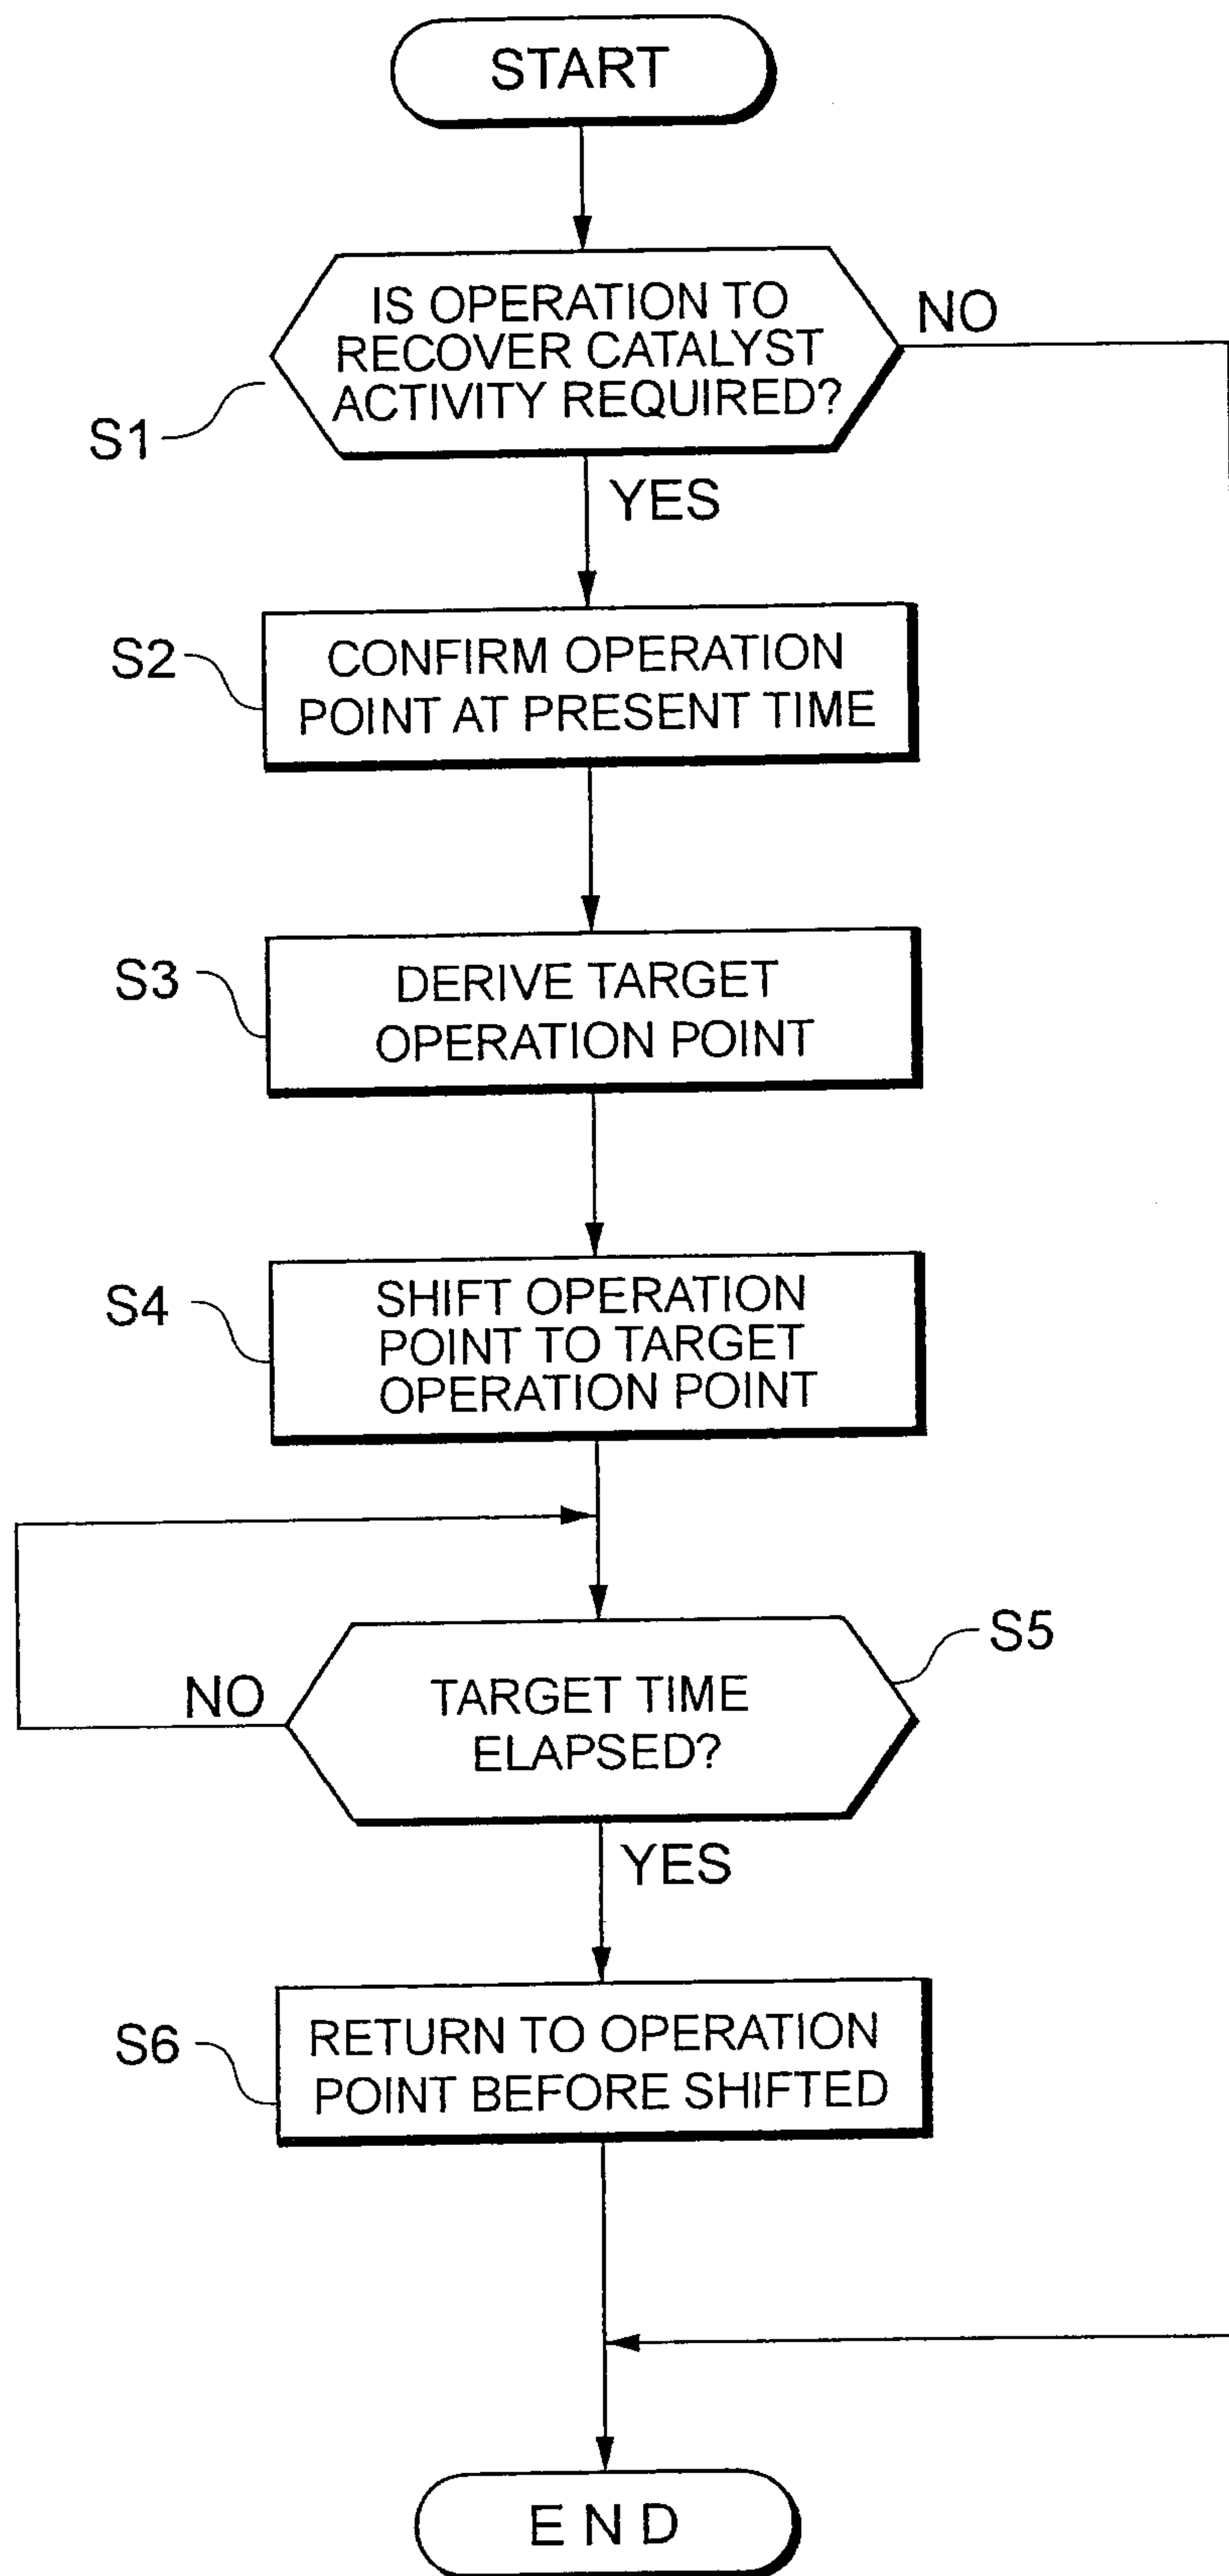 START
IS OPERATION TO
RECOVER CATALYST
ACTIVITY REQUIRED?
NO
S1
YES
S2
CONFIRM OPERATION
POINT AT PRESENT TIME
S3
DERIVE TARGET
OPERATION POINT
S4
SHIFT OPERATION
POINT TO TARGET
OPERATION POINT
S5
NO
TARGET TIME
ELAPSED?
YES
S6
RETURN TO OPERATION
POINT BEFORE SHIFTED
END